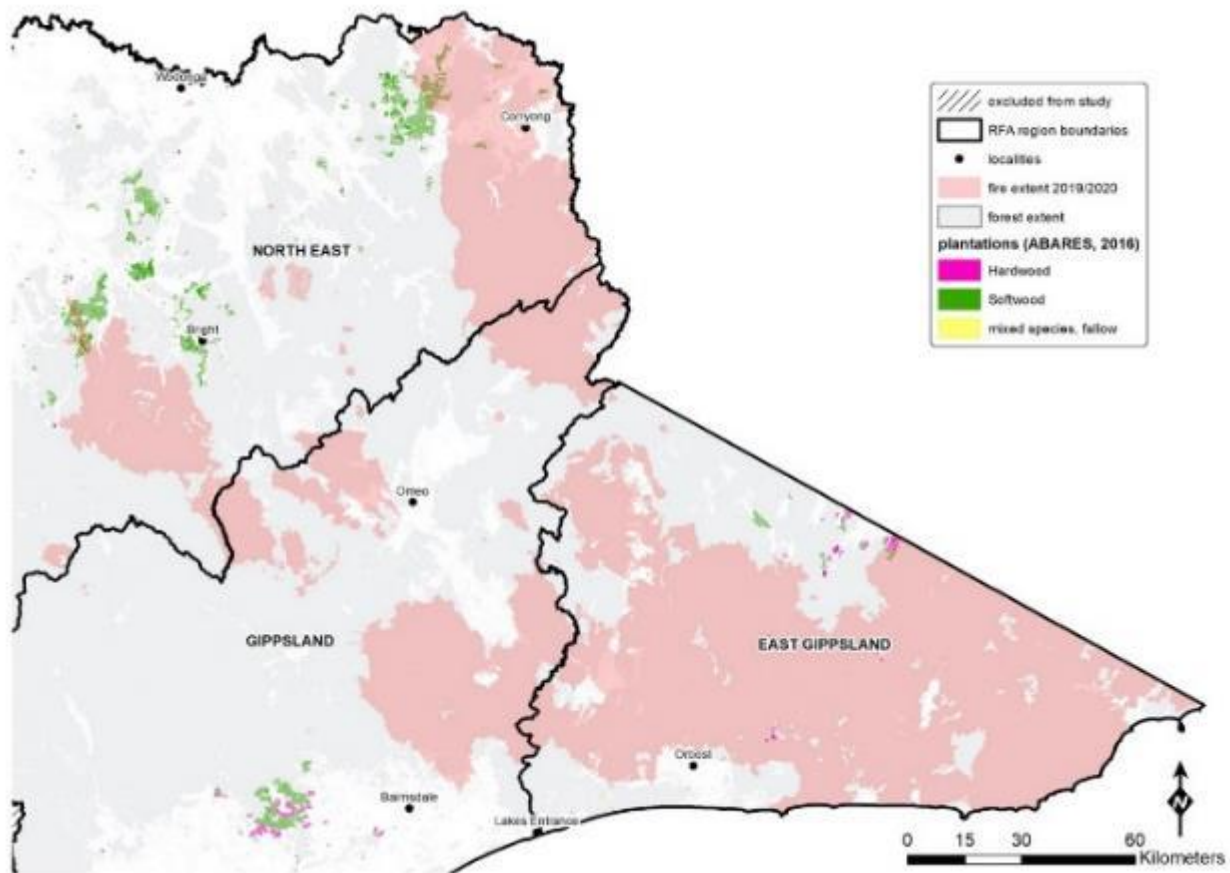 Wodonga
Corryong
NORTH EAST
Bright
Omeo
GIPPSLAND
EAST GIPPSLAND
Orbost
Bairnsdale
Lakes Entrance
excluded from study
RFA region boundaries
localities
fire extent 2019/2020
forest extent
plantations (ABARES, 2016)
Hardwood
Softwood
mixed species, fallow
N
0 15 30 60
Kilometers